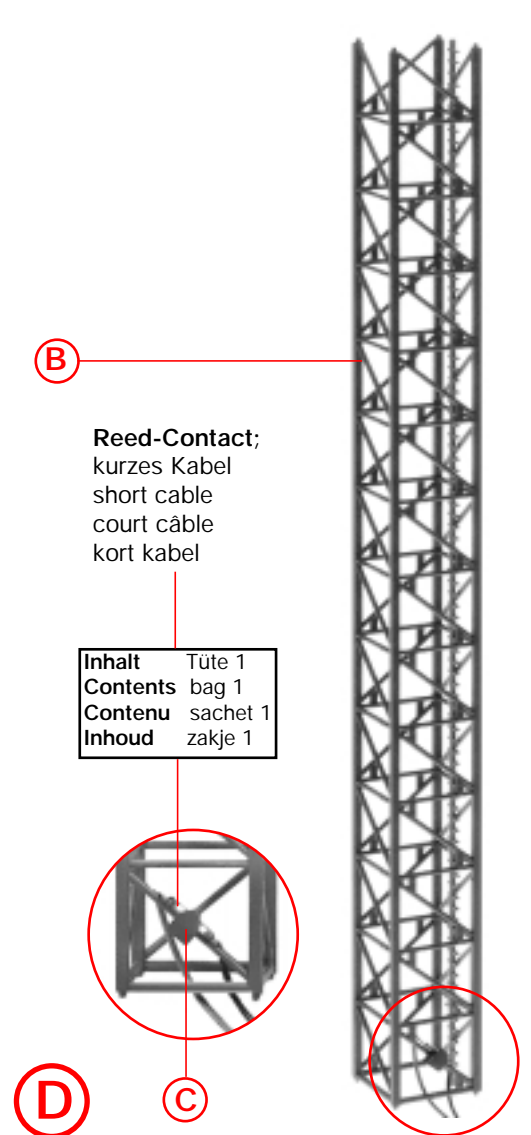 B
Reed-Contact;
kurzes Kabel
short cable
court câble
kort kabel
Inhalt Tüte 1
Contents bag 1
Contenu sachet 1
Inhoud zakje 1
D
C